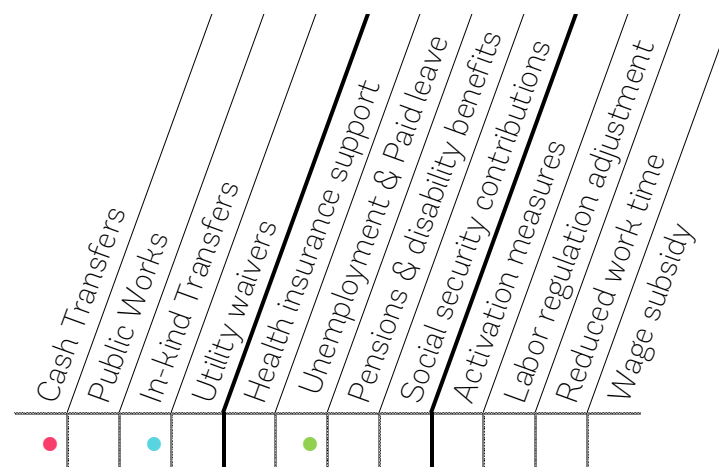 Cash Transfers
Public Works
In-kind Transfers
Utility waivers
Health insurance support
Unemployment & Paid leave
Pensions & disability benefits
Social security contributions
Activation measures
Labor regulation adjustment
Reduced work time
Wage subsidy